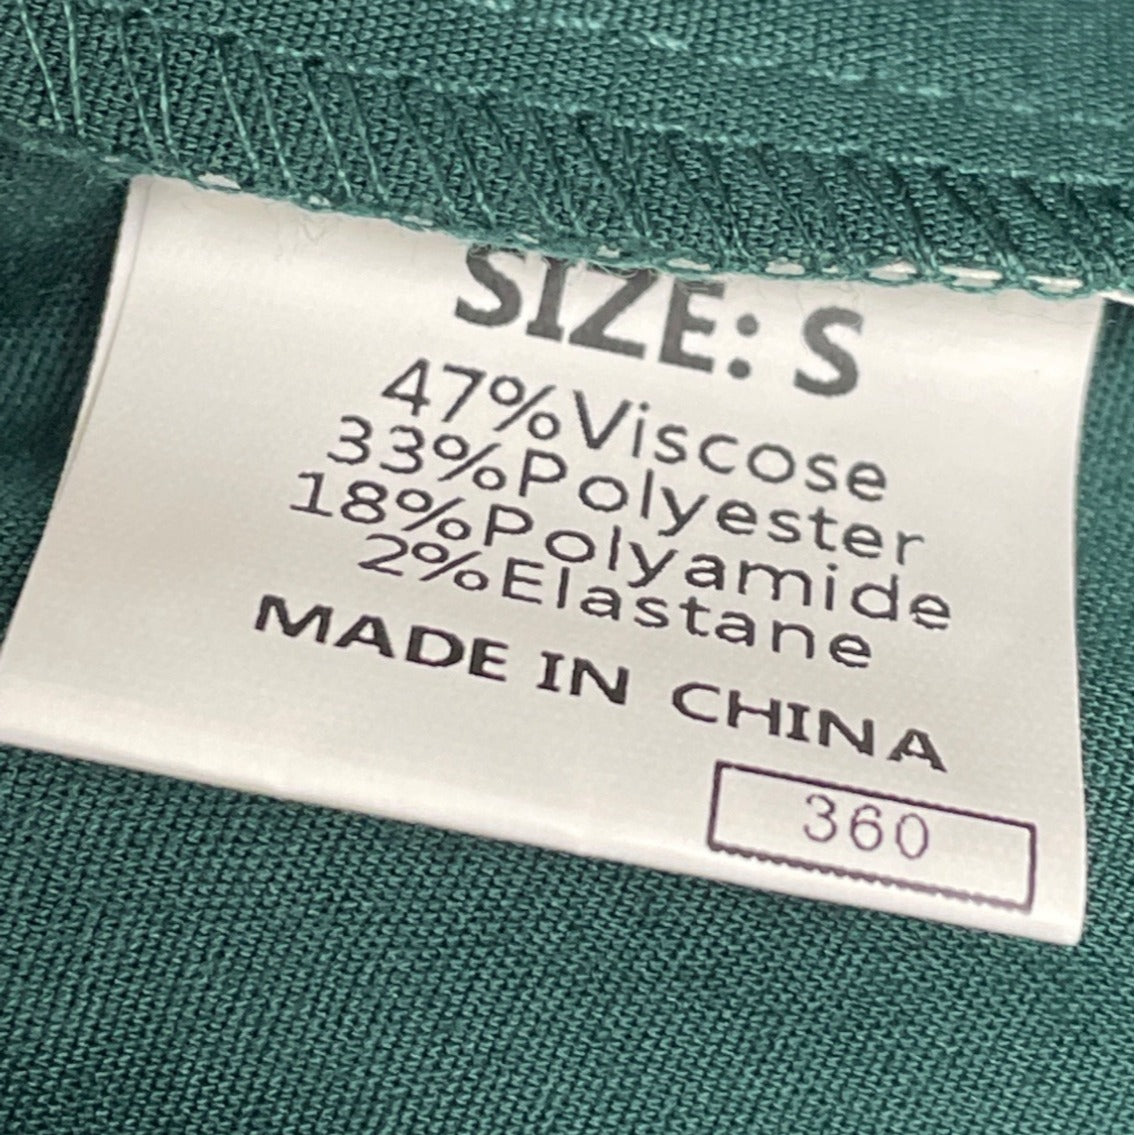 SIZE: S
47%Viscose
33%Polyester
18%Polyamide
2%Elastane
MADE IN CHINA
360